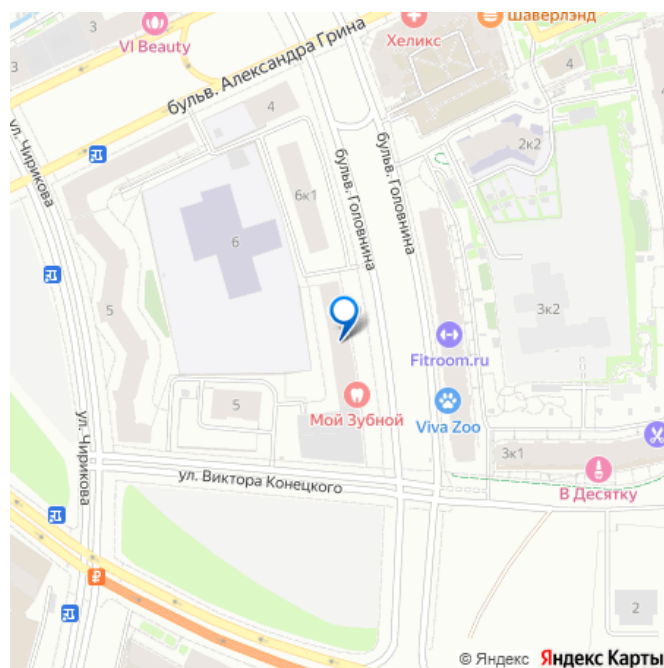 VI Beauty
3
3
Хеликс
Шаверлэнд
4
бульв. Александра Грина
4
ул. Чирикова
2к2
бульв. Головнина
бульв. Головнина
6к1
6
5
3к2
Fitroom.ru
5
Мой Зубной
Viva Zoo
ул. Чирикова
3к1
ул. Виктора Конецкого
В Десятку
2
© Яндекс Яндекс Карты